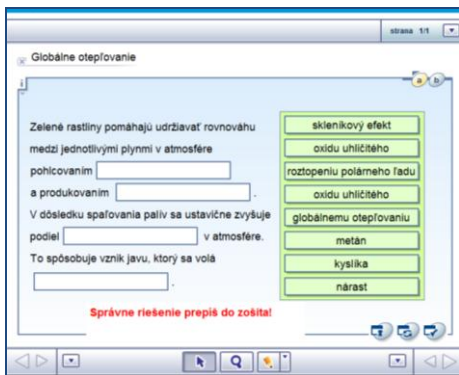 strana 1/1
Globálne otepľovanie
a b
Zelené rastliny pomáhajú udržiavať rovnováhu
medzi jednotlivými plynmi v atmosfére
pohlcovaním
a produkovaním .
V dôsledku spaľovania palív sa ustavične zvyšuje
podiel v atmosfére.
To spôsobuje vznik javu, ktorý sa volá
.
Správne riešenie prepíš do zošita!
skleníkový efekt
oxidu uhličitého
roztopeniu polárneho ľadu
oxidu uhličitého
globálnemu otepľovaniu
metán
kyslíka
nárast